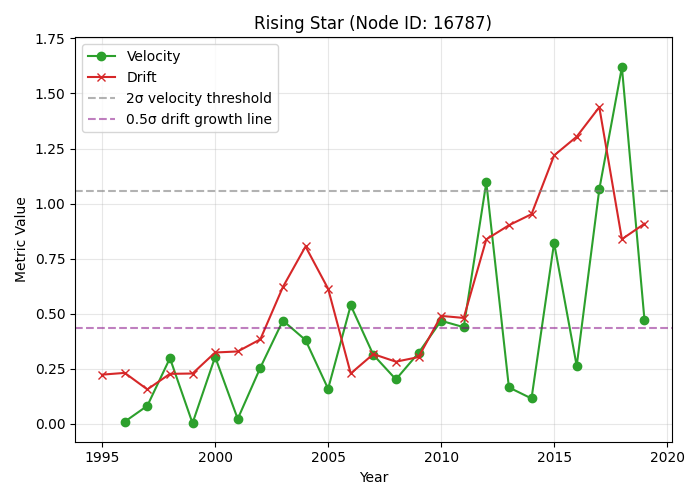 Rising Star (Node ID: 16787)
Velocity
Drift
2σ velocity threshold
0.5σ drift growth line
Metric Value
1.75
1.50
1.25
1.00
0.75
0.50
0.25
0.00
1995 2000 2005 2010 2015 2020
Year